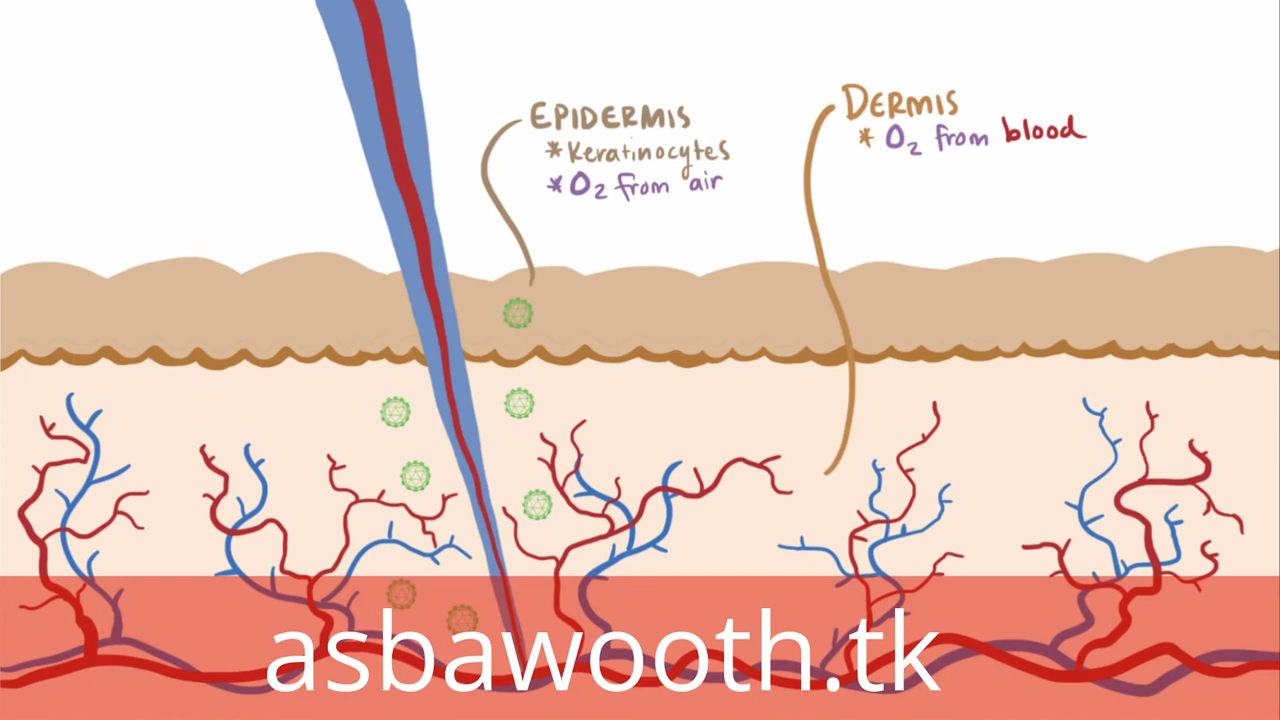 EPIDERMIS
*Keratinocytes
*O₂ from air
DERMIS
* O₂ from blood
asbawooth.tk